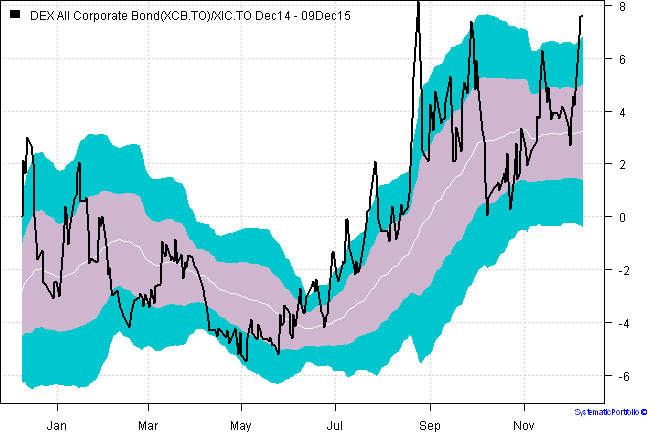 DEX All Corporate Bond(XCB.TO)/XIC.TO Dec14 - 09Dec15
8
6
4
2
0
-2
-4
-6
Jan Mar May Jul Sep Nov
SystematicPortfolio ©